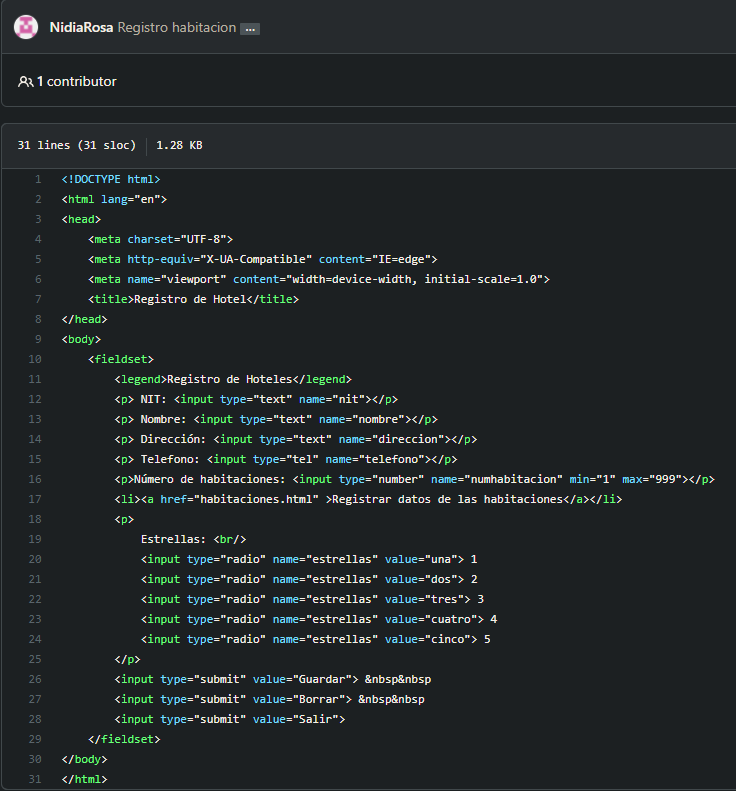 NidiaRosa Registro habitacion ...
1 contributor
31 lines (31 sloc) 1.28 KB
1 <!DOCTYPE html>
2 <html lang="en">
3 <head>
4     <meta charset="UTF-8">
5     <meta http-equiv="X-UA-Compatible" content="IE=edge">
6     <meta name="viewport" content="width=device-width, initial-scale=1.0">
7     <title>Registro de Hotel</title>
8 </head>
9 <body>
10     <fieldset>
11         <legend>Registro de Hoteles</legend>
12         <p> NIT: <input type="text" name="nit"></p>
13         <p> Nombre: <input type="text" name="nombre"></p>
14         <p> Dirección: <input type="text" name="direccion"></p>
15         <p> Telefono: <input type="tel" name="telefono"></p>
16         <p>Número de habitaciones: <input type="number" name="numhabitacion" min="1" max="999"></p>
17         <li><a href="habitaciones.html" >Registrar datos de las habitaciones</a></li>
18         <p>
19             Estrellas: <br/>
20             <input type="radio" name="estrellas" value="una"> 1
21             <input type="radio" name="estrellas" value="dos"> 2
22             <input type="radio" name="estrellas" value="tres"> 3
23             <input type="radio" name="estrellas" value="cuatro"> 4
24             <input type="radio" name="estrellas" value="cinco"> 5
25         </p>
26         <input type="submit" value="Guardar"> &nbsp&nbsp
27         <input type="submit" value="Borrar"> &nbsp&nbsp
28         <input type="submit" value="Salir">
29     </fieldset>
30 </body>
31 </html>